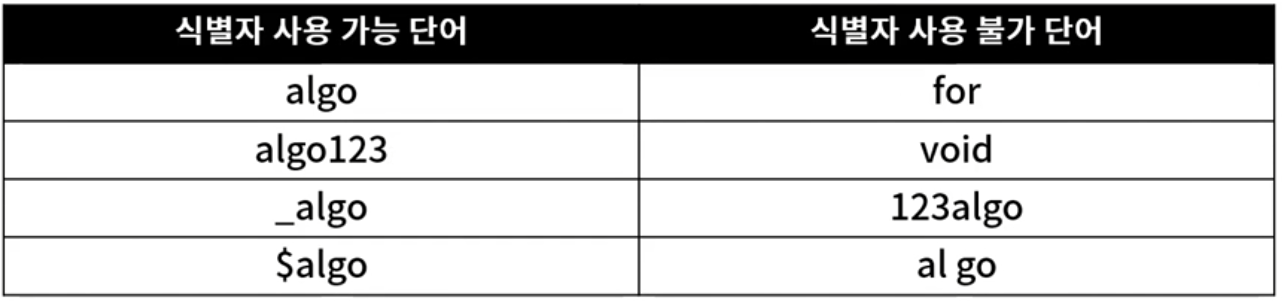 식별자 사용 가능 단어 식별자 사용 불가 단어
algo for
algo123 void
_algo 123algo
$algo al go